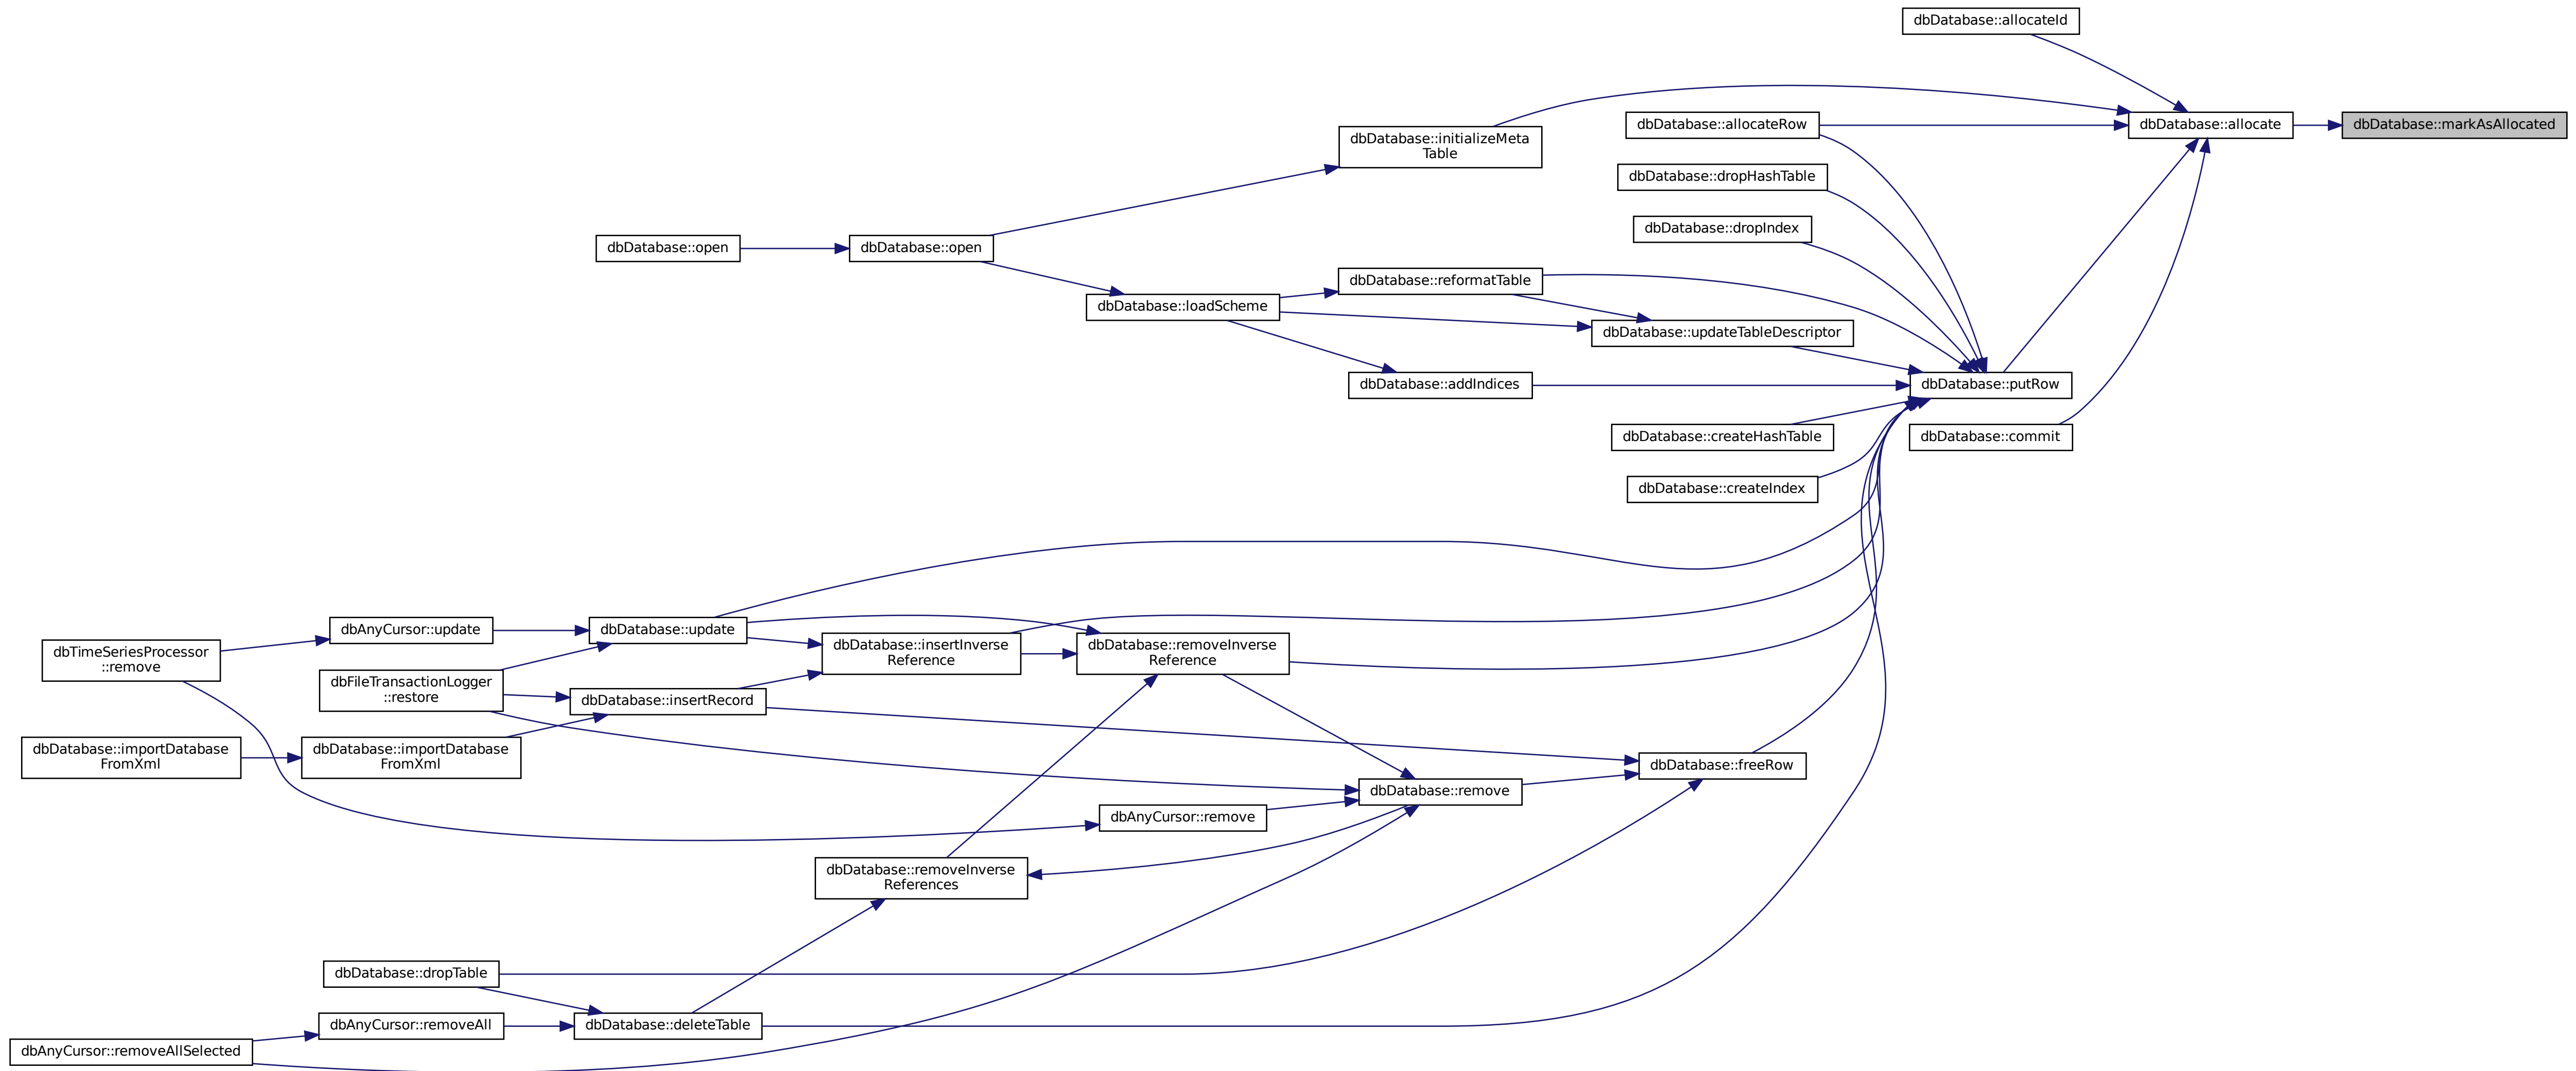 dbDatabase::allocateId
dbDatabase::initializeMeta
Table
dbDatabase::allocateRow
dbDatabase::allocate
dbDatabase::markAsAllocated
dbDatabase::dropHashTable
dbDatabase::dropIndex
dbDatabase::open
dbDatabase::open
dbDatabase::reformatTable
dbDatabase::loadScheme
dbDatabase::updateTableDescriptor
dbDatabase::addIndices
dbDatabase::putRow
dbDatabase::createHashTable
dbDatabase::commit
dbDatabase::createIndex
dbAnyCursor::update
dbDatabase::update
dbTimeSeriesProcessor
::remove
dbDatabase::insertInverse
Reference
dbDatabase::removeInverse
Reference
dbFileTransactionLogger
::restore
dbDatabase::insertRecord
dbDatabase::importDatabase
FromXml
dbDatabase::importDatabase
FromXml
dbDatabase::freeRow
dbDatabase::remove
dbAnyCursor::remove
dbDatabase::removeInverse
References
dbDatabase::dropTable
dbAnyCursor::removeAll
dbDatabase::deleteTable
dbAnyCursor::removeAllSelected